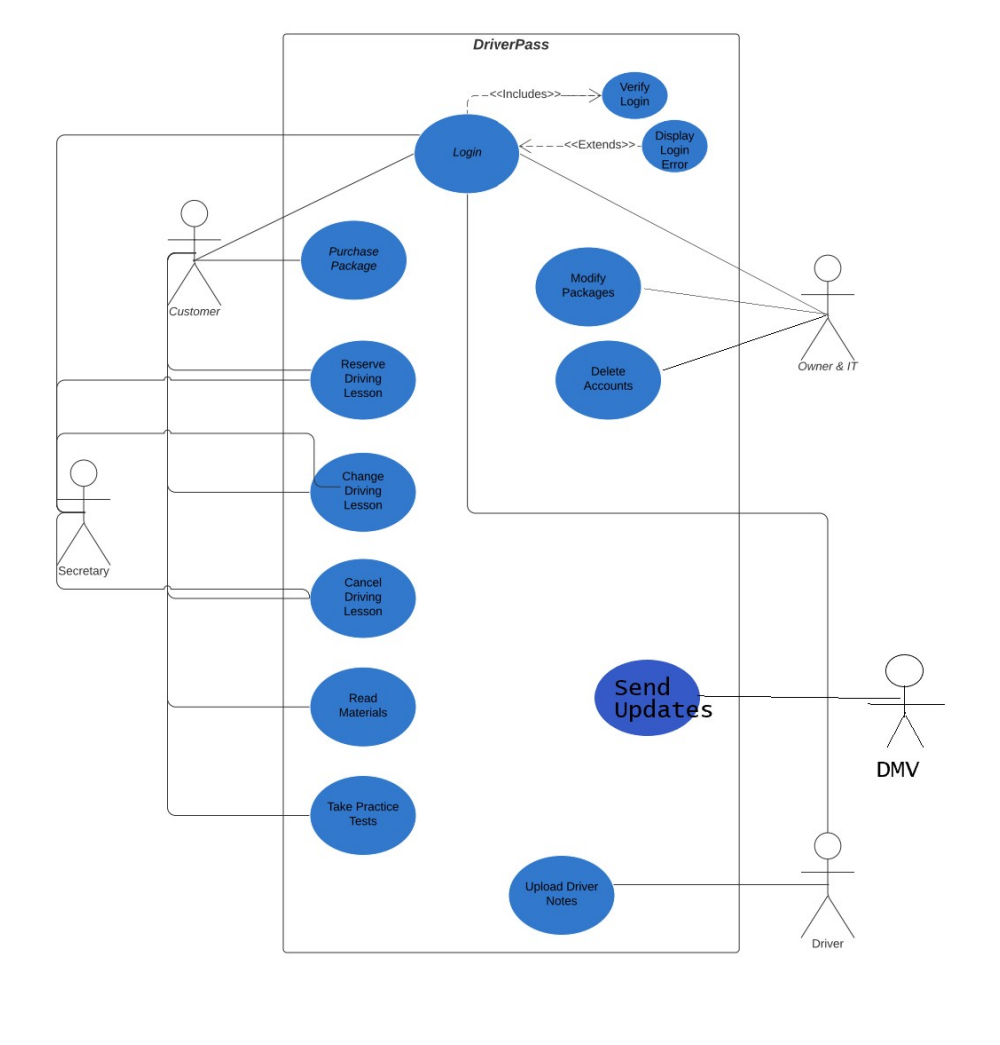 DriverPass
<<Includes>>
Verify
Login
Login
<<Extends>>
Display
Login
Error
Customer
Purchase
Package
Modify
Packages
Owner & IT
Reserve
Driving
Lesson
Delete
Accounts
Change
Driving
Lesson
Secretary
Cancel
Driving
Lesson
Read
Materials
Send
Updates
DMV
Take Practice
Tests
Upload Driver
Notes
Driver